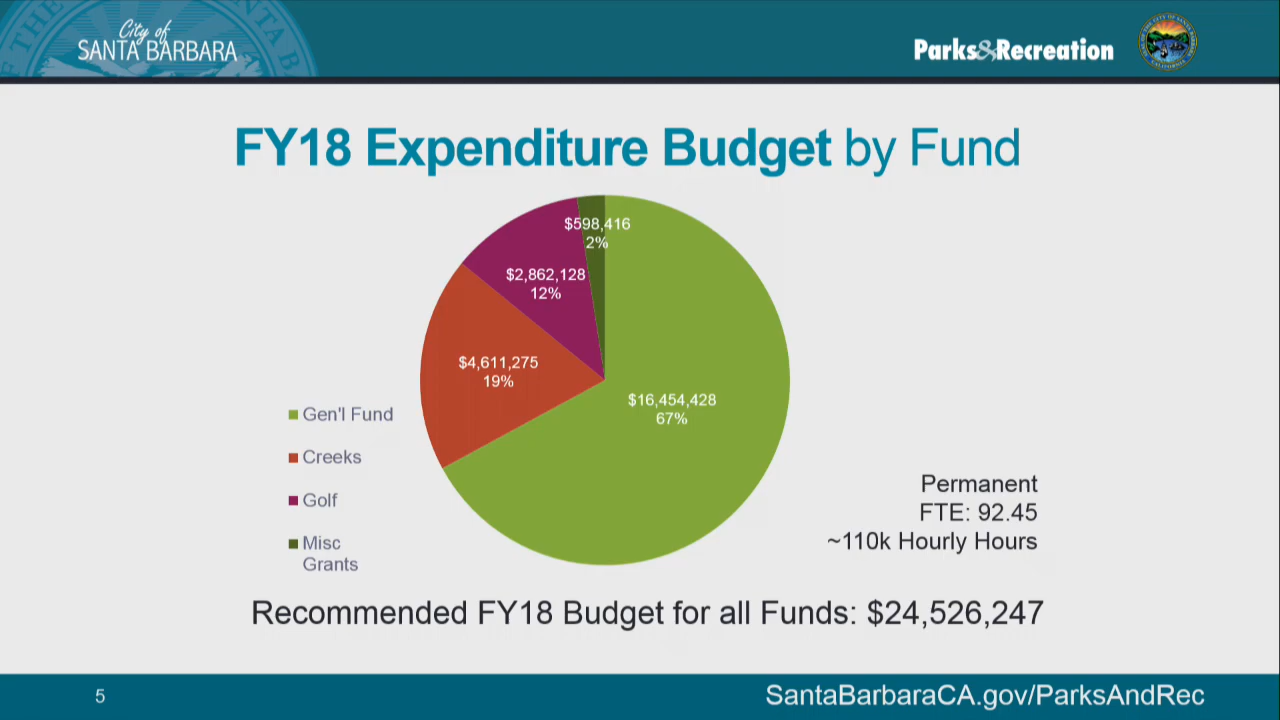 City of
SANTA BARBARA
Parks&Recreation
FY18 Expenditure Budget by Fund
$598,416
2%
$2,862,128
12%
$4,611,275
19%
$16,454,428
67%
Gen'l Fund
Creeks
Golf
Misc
Grants
Permanent
FTE: 92.45
~110k Hourly Hours
Recommended FY18 Budget for all Funds: $24,526,247
5
SantaBarbaraCA.gov/ParksAndRec